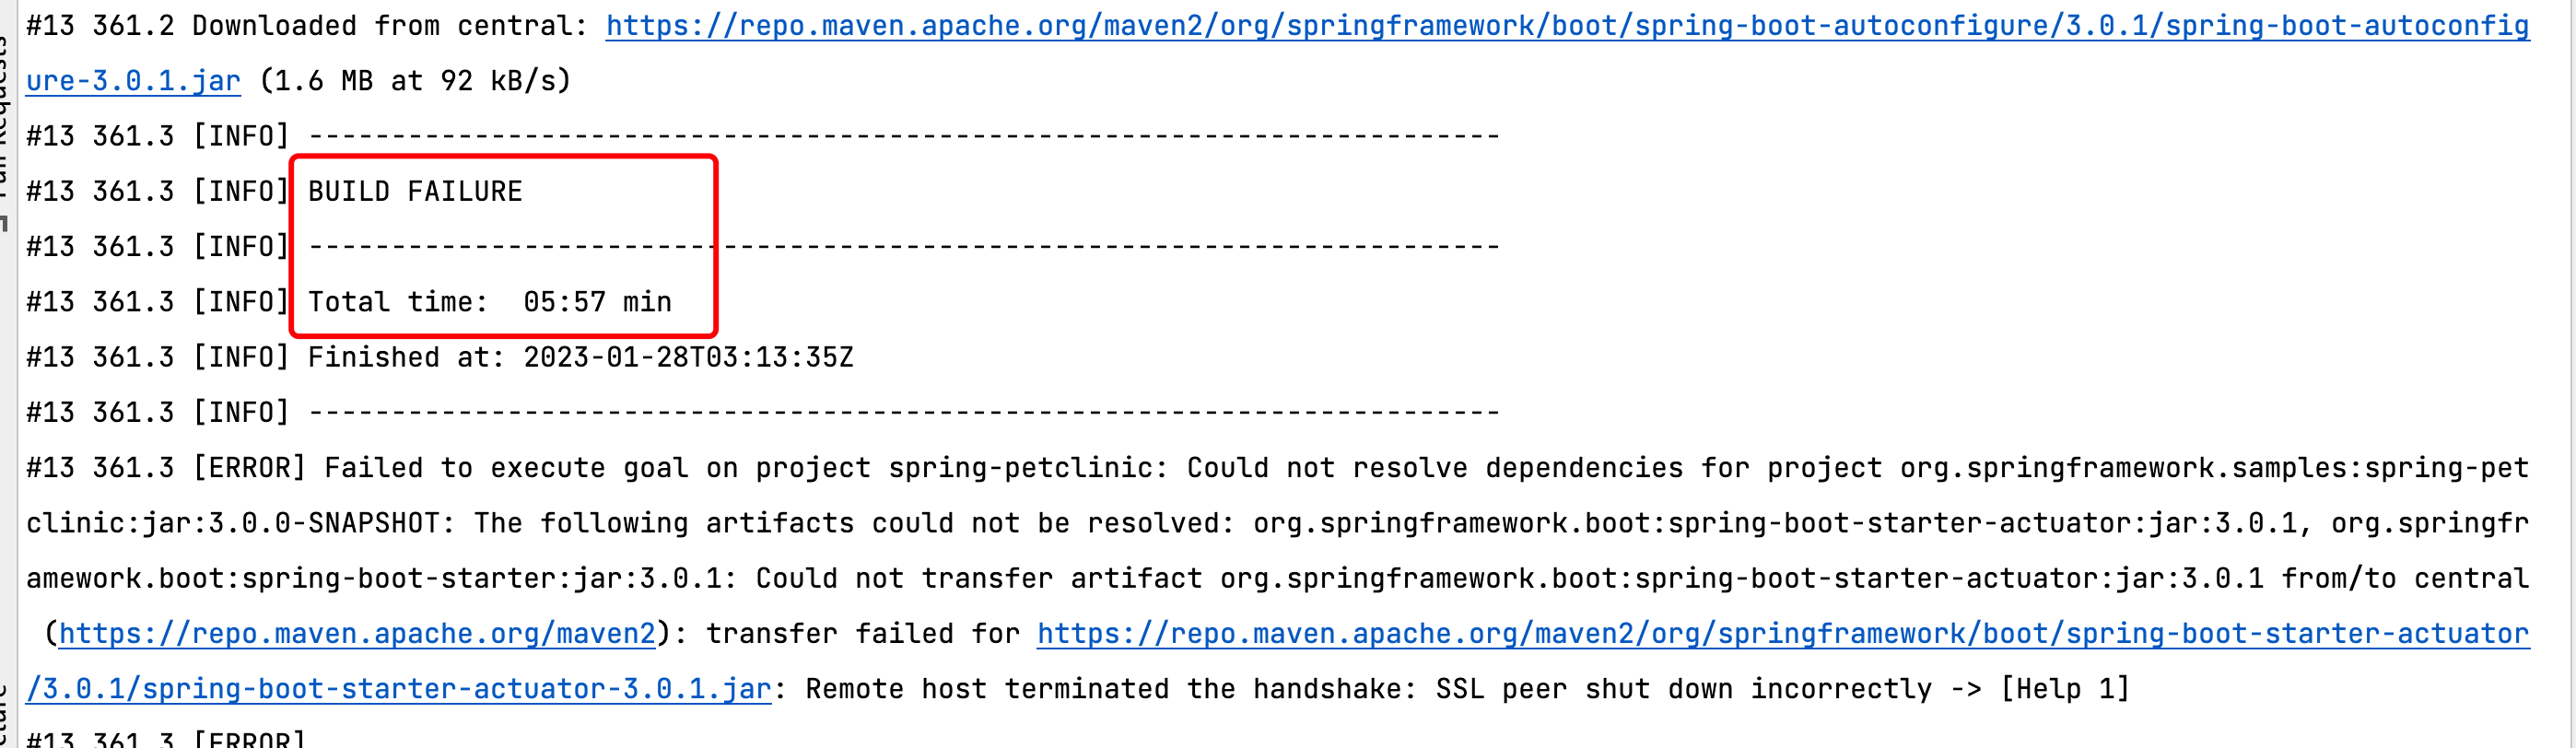 #13 361.2 Downloaded from central: https://repo.maven.apache.org/maven2/org/springframework/boot/spring-boot-autoconfigure/3.0.1/spring-boot-autoconfig
ure-3.0.1.jar (1.6 MB at 92 kB/s)
#13 361.3 [INFO] ------------------------------------------------------------------------
#13 361.3 [INFO] BUILD FAILURE
#13 361.3 [INFO] ------------------------------------------------------------------------
#13 361.3 [INFO] Total time:  05:57 min
#13 361.3 [INFO] Finished at: 2023-01-28T03:13:35Z
#13 361.3 [INFO] ------------------------------------------------------------------------
#13 361.3 [ERROR] Failed to execute goal on project spring-petclinic: Could not resolve dependencies for project org.springframework.samples:spring-pet
clinic:jar:3.0.0-SNAPSHOT: The following artifacts could not be resolved: org.springframework.boot:spring-boot-starter-actuator:jar:3.0.1, org.springfr
amework.boot:spring-boot-starter:jar:3.0.1: Could not transfer artifact org.springframework.boot:spring-boot-starter-actuator:jar:3.0.1 from/to central
(https://repo.maven.apache.org/maven2): transfer failed for https://repo.maven.apache.org/maven2/org/springframework/boot/spring-boot-starter-actuator
/3.0.1/spring-boot-starter-actuator-3.0.1.jar: Remote host terminated the handshake: SSL peer shut down incorrectly -> [Help 1]
#13 361.3 [ERROR]